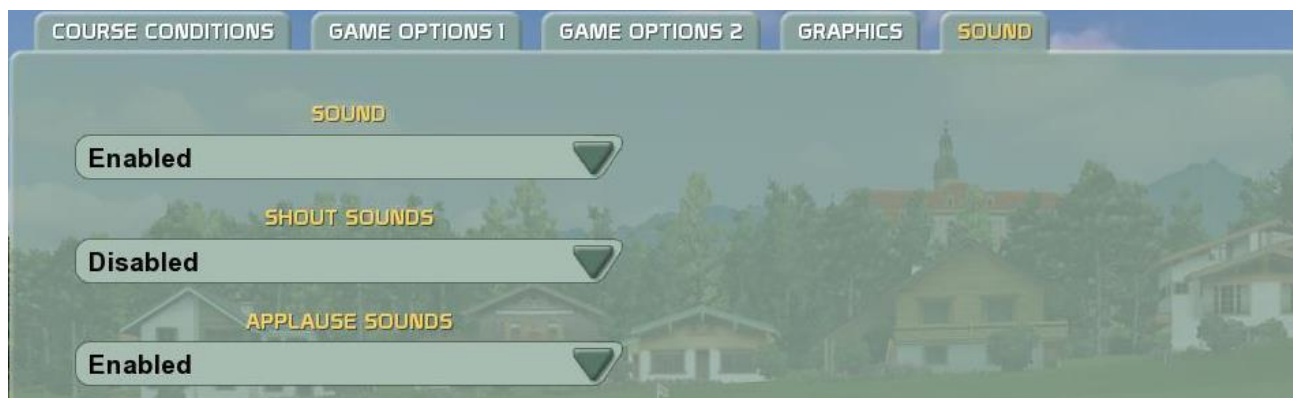 COURSE CONDITIONS GAME OPTIONS 1 GAME OPTIONS 2 GRAPHICS SOUND
SOUND
Enabled
SHOUT SOUNDS
Disabled
APPLAUSE SOUNDS
Enabled